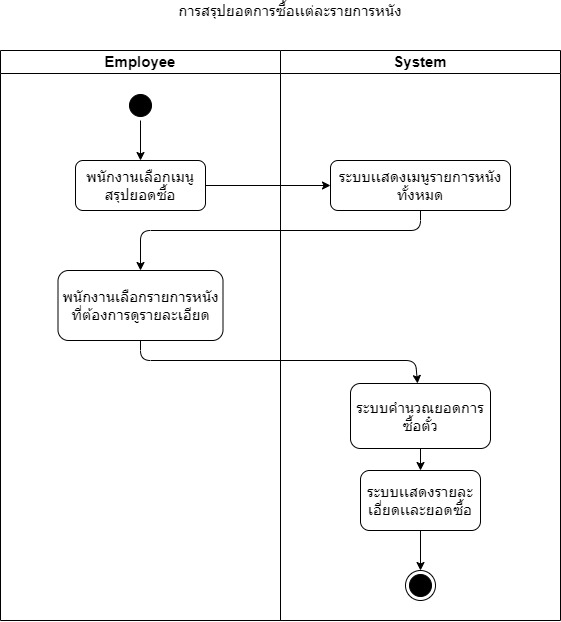 การสรุปยอดการซื้อแต่ละรายการหนัง
Employee
System
พนักงานเลือกเมนู
สรุปยอดซื้อ
ระบบแสดงเมนูรายการหนัง
ทั้งหมด
พนักงานเลือกรายการหนัง
ที่ต้องการดูรายละเอียด
ระบบคำนวณยอดการ
ซื้อตั๋ว
ระบบแสดงรายละ
เอี่ยดและยอดซื้อ